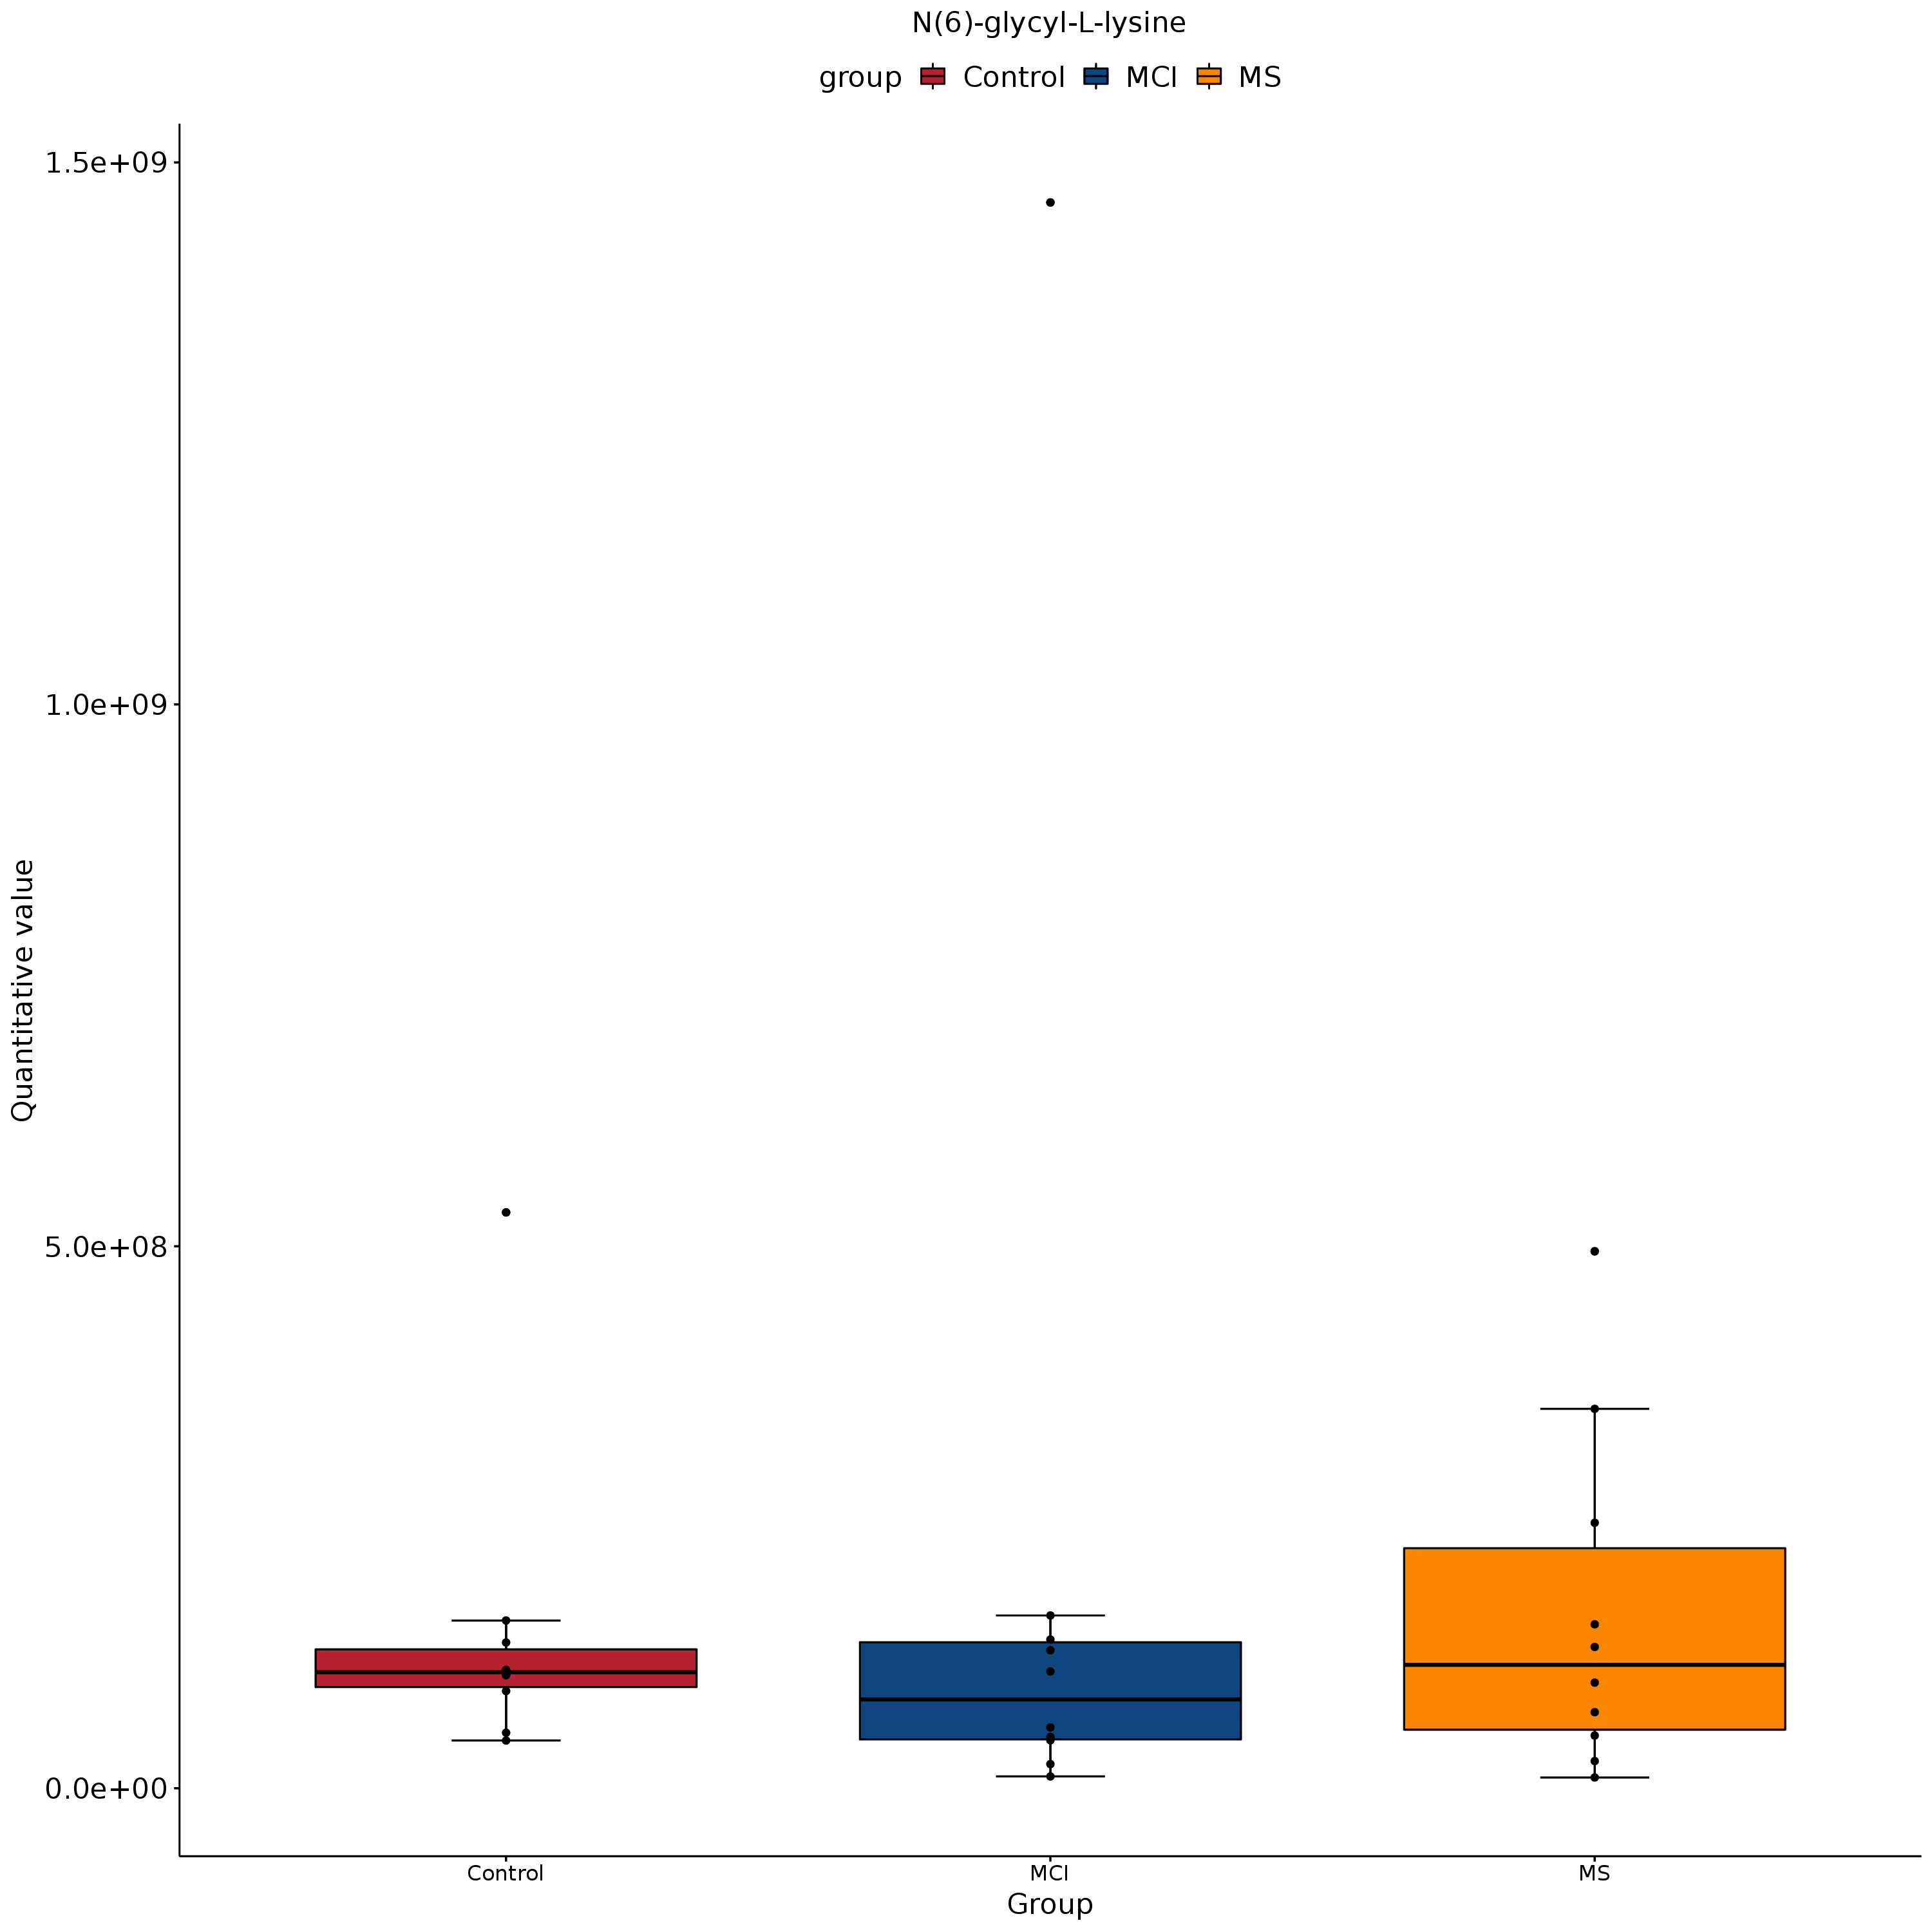 N(6)-glycyl-L-lysine
group Control MCI MS
1.5e+09
1.0e+09
5.0e+08
0.0e+00
Quantitative value
Control MCI MS
Group